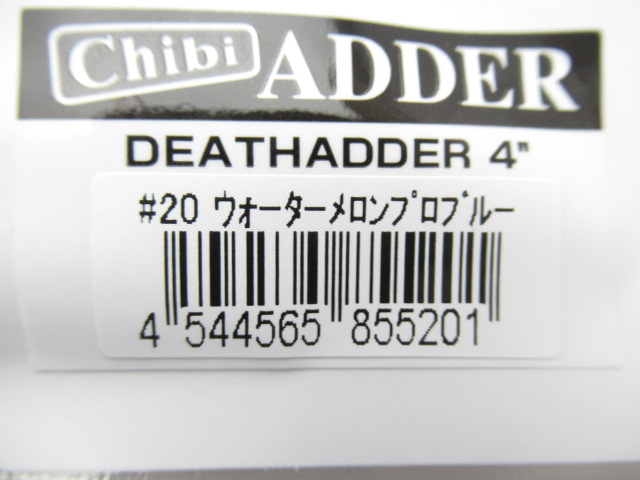 Chibi ADDER
DEATHADDER 4"
#20 ウォーターメロンプロブルー
4 544565 855201